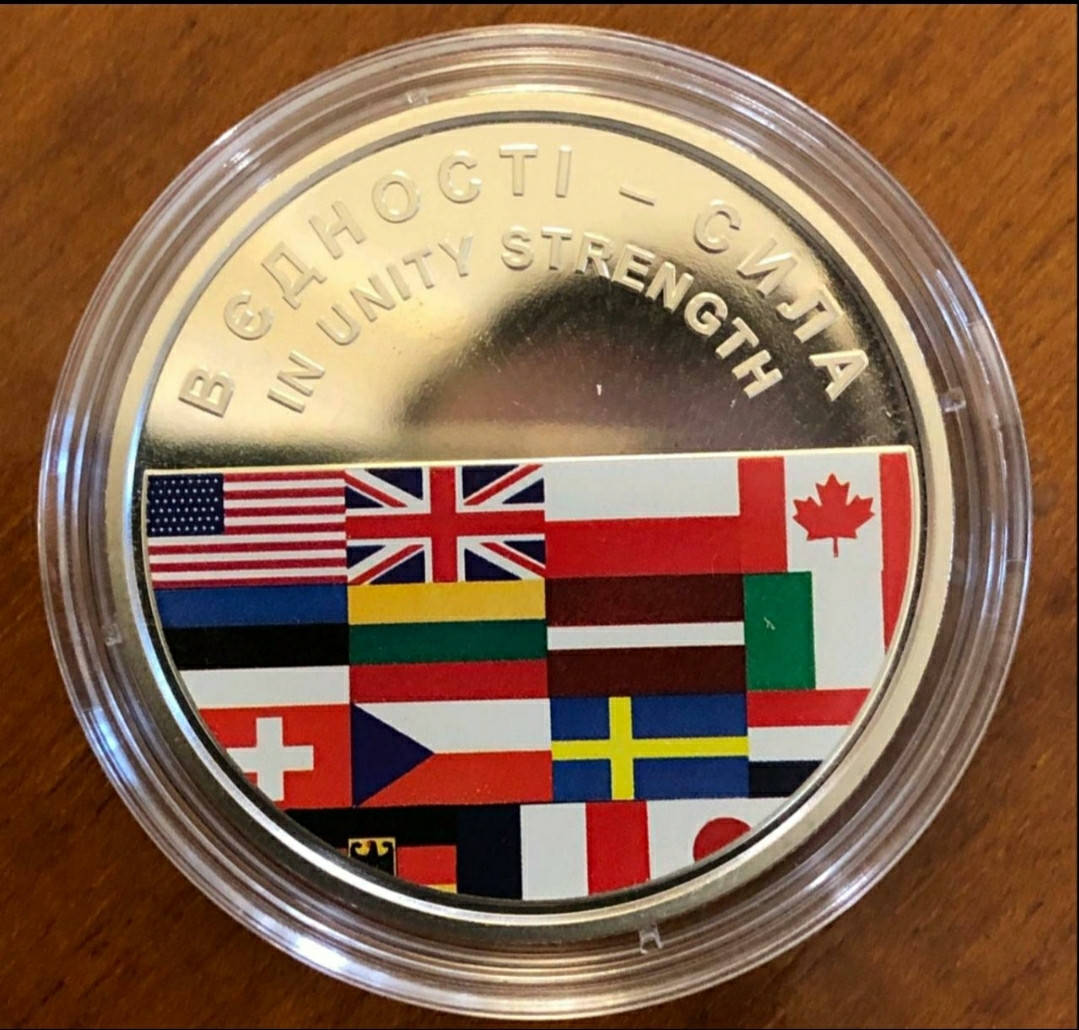 В ЄДНОСТІ – СИЛА
IN UNITY STRENGTH